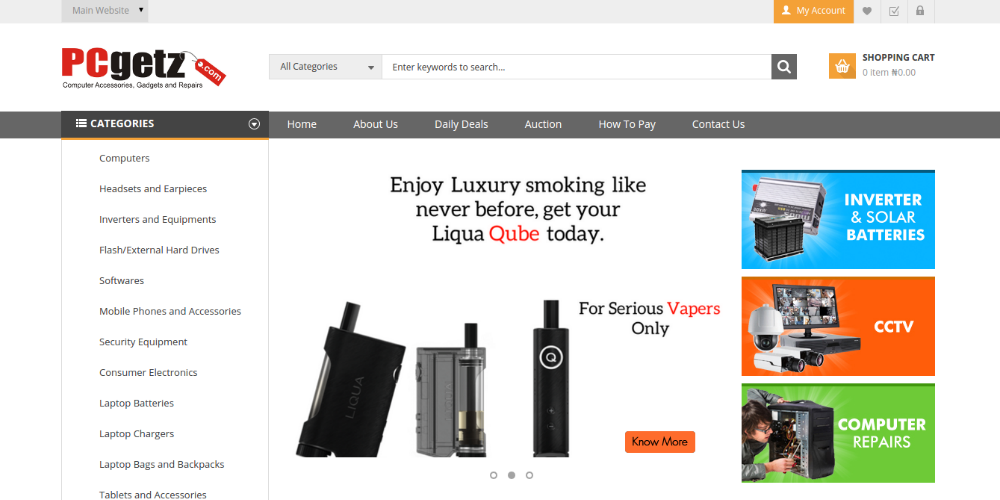 Main Website
My Account
PCgetz
.com
Computer Accessories, Gadgets and Repairs
All Categories
Enter keywords to search...
SHOPPING CART
0 item ₦0.00
CATEGORIES
Home
About Us
Daily Deals
Auction
How To Pay
Contact Us
Computers
Headsets and Earpieces
Inverters and Equipments
Flash/External Hard Drives
Softwares
Mobile Phones and Accessories
Security Equipment
Consumer Electronics
Laptop Batteries
Laptop Chargers
Laptop Bags and Backpacks
Tablets and Accessories
Enjoy Luxury smoking like
never before, get your
Liqua Qube today.
For Serious Vapers
Only
LIQUA
Q
Know More
INVERTER
& SOLAR
BATTERIES
CCTV
COMPUTER
REPAIRS